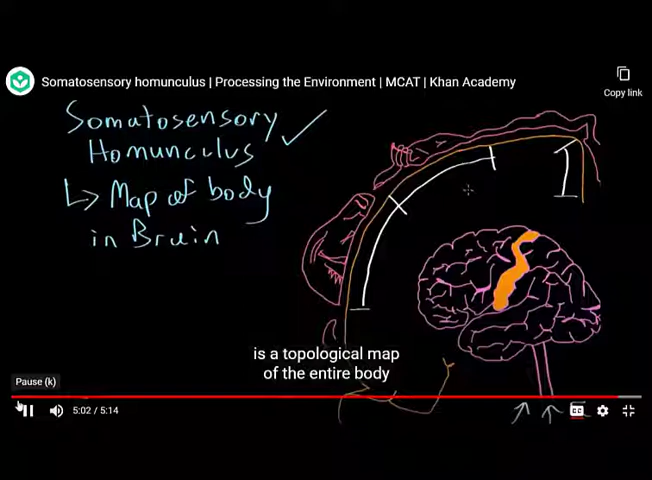 Somatosensory homunculus | Processing the Environment | MCAT | Khan Academy
Copy link
Somatosensory
Homunculus
Map of body
in Brain
is a topological map
of the entire body
Pause (k)
5:02 / 5:14
CC